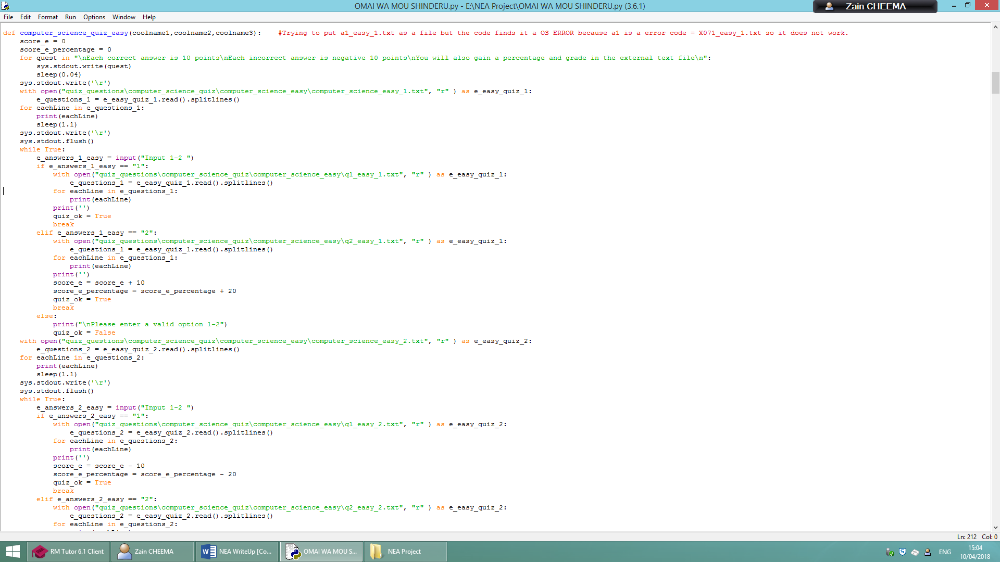 OMAI WA MOU SHINDERU.py - E:\NEA Project\OMAI WA MOU SHINDERU.py (3.6.1)
Zain CHEEMA
File Edit Format Run Options Window Help
def computer_science_quiz_easy(coolname1,coolname2,coolname3):    #Trying to put a1_easy_1.txt as a file but the code finds it a OS ERROR because a1 is a error code = X071_easy_1.txt so it does not work.
    score_e = 0
    score_e_percentage = 0
    for quest in "\nEach correct answer is 10 points\nEach incorrect answer is negative 10 points\nYou will also gain a percentage and grade in the external text file\n":
        sys.stdout.write(quest)
        sleep(0.04)
    sys.stdout.write('\r')
    with open("quiz_questions\computer_science_quiz\computer_science_easy\computer_science_easy_1.txt", "r" ) as e_easy_quiz_1:
        e_questions_1 = e_easy_quiz_1.read().splitlines()
    for eachLine in e_questions_1:
        print(eachLine)
        sleep(1.1)
    sys.stdout.write('\r')
    sys.stdout.flush()
    while True:
        e_answers_1_easy = input("Input 1-2 ")
        if e_answers_1_easy == "1":
            with open("quiz_questions\computer_science_quiz\computer_science_easy\q1_easy_1.txt", "r" ) as e_easy_quiz_1:
                e_questions_1 = e_easy_quiz_1.read().splitlines()
            for eachLine in e_questions_1:
                print(eachLine)
            print('')
            quiz_ok = True
            break
        elif e_answers_1_easy == "2":
            with open("quiz_questions\computer_science_quiz\computer_science_easy\q2_easy_1.txt", "r" ) as e_easy_quiz_1:
                e_questions_1 = e_easy_quiz_1.read().splitlines()
            for eachLine in e_questions_1:
                print(eachLine)
            print('')
            score_e = score_e + 10
            score_e_percentage = score_e_percentage + 20
            quiz_ok = True
            break
        else:
            print("\nPlease enter a valid option 1-2")
            quiz_ok = False
    with open("quiz_questions\computer_science_quiz\computer_science_easy\computer_science_easy_2.txt", "r" ) as e_easy_quiz_2:
        e_questions_2 = e_easy_quiz_2.read().splitlines()
    for eachLine in e_questions_2:
        print(eachLine)
        sleep(1.1)
    sys.stdout.write('\r')
    sys.stdout.flush()
    while True:
        e_answers_2_easy = input("Input 1-2 ")
        if e_answers_2_easy == "1":
            with open("quiz_questions\computer_science_quiz\computer_science_easy\q1_easy_2.txt", "r" ) as e_easy_quiz_2:
                e_questions_2 = e_easy_quiz_2.read().splitlines()
            for eachLine in e_questions_2:
                print(eachLine)
            print('')
            score_e = score_e - 10
            score_e_percentage = score_e_percentage - 20
            quiz_ok = True
            break
        elif e_answers_2_easy == "2":
            with open("quiz_questions\computer_science_quiz\computer_science_easy\q2_easy_2.txt", "r" ) as e_easy_quiz_2:
                e_questions_2 = e_easy_quiz_2.read().splitlines()
            for eachLine in e_questions_2:
Ln: 212 Col: 0
RM Tutor 6.1 Client
Zain CHEEMA
NEA WriteUp [Co...
OMAI WA MOU S...
NEA Project
ENG
15:04
10/04/2018